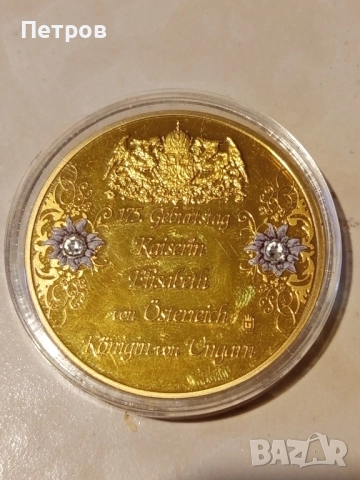 Петров
175. Geburtstag
Kaiserin
Elisabeth
von Österreich
Königin von Ungarn
BAZAR
bg